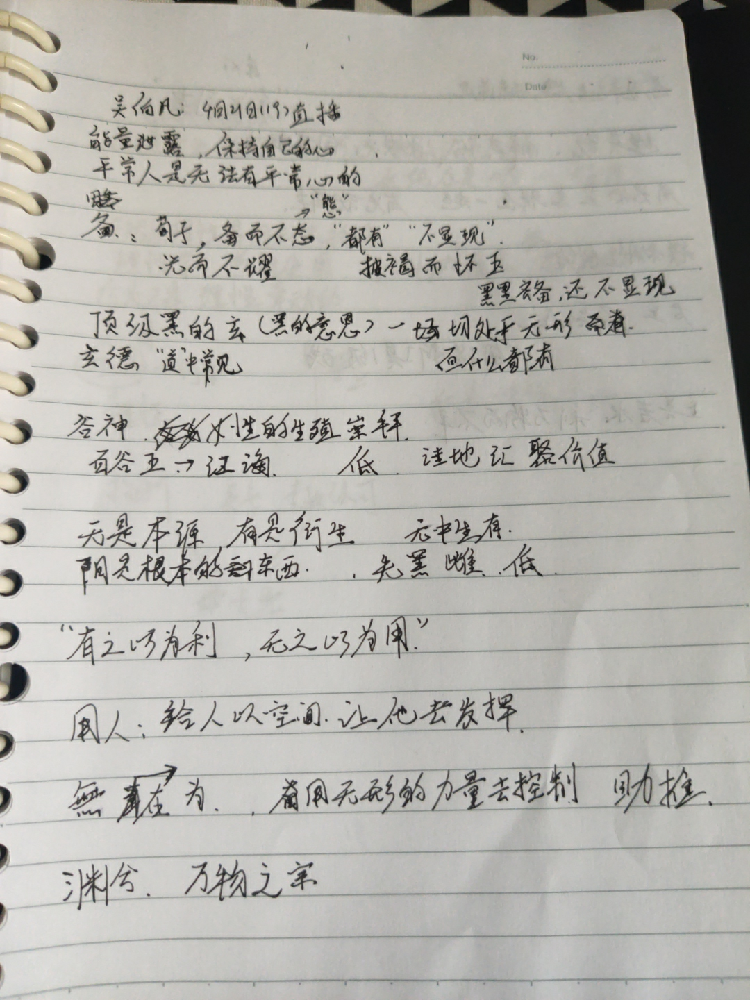 No.
Date
吴伯凡：4月21日(19)直播
能量泄露，保持自己的心
平常人是无法有平常心的
→“態”
备：荀子，备而不态，“都有”“不显现”.
光而不耀 披褐而怀玉
黑黑 备，还不显现
顶级黑的玄（黑的意思）一 切处于无形 
玄德 “道”中常见 但什么都有
谷神. 女性的生殖崇拜.
百谷王→江海. 低. 洼地汇聚价值
无是本源 有是衍生 无中生有.
阴是根本的 东西. . 先黑雌. 低.
“有之以为利，无之以为用.”
用人：给人以空间.让他去发挥.
無 在为. . 用无形的力量去控制 助推.
渊兮. 万物之宗